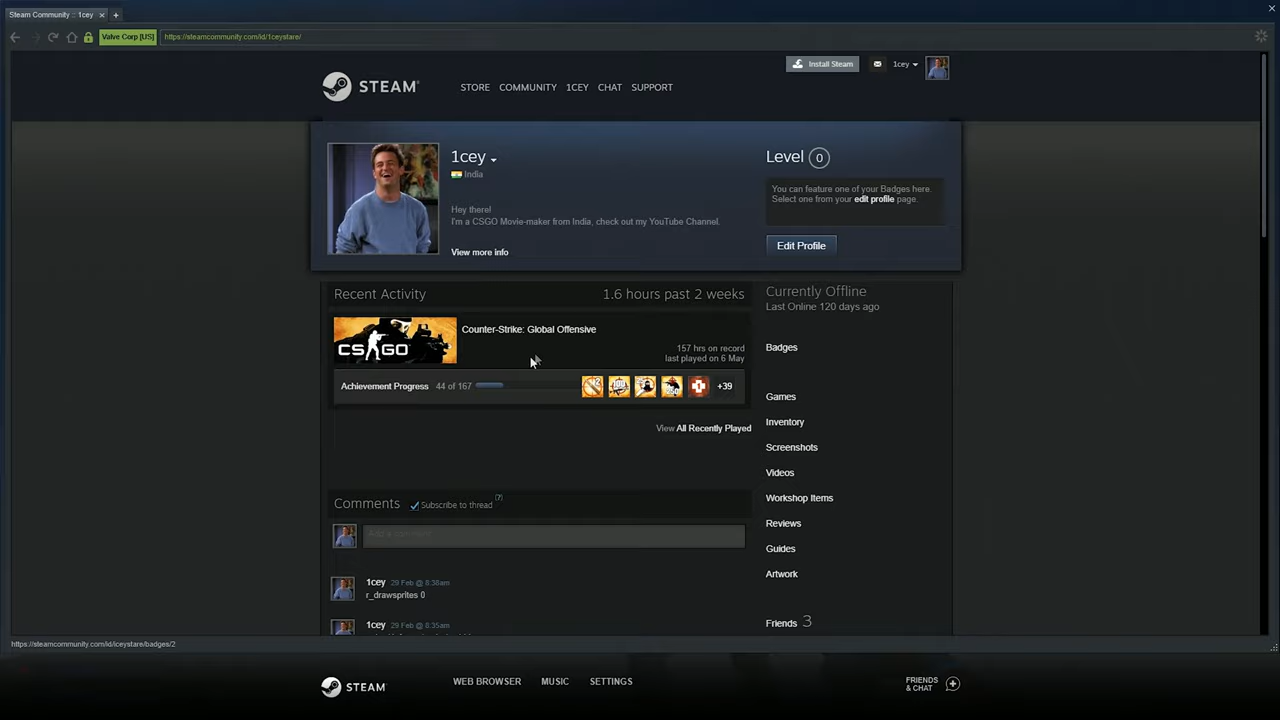 Steam Community :: 1cey
Valve Corp [US] https://steamcommunity.com/id/1ceystare/
Install Steam 1cey
STEAM STORE COMMUNITY 1CEY CHAT SUPPORT
1cey
India
Hey there!
I'm a CSGO Movie-maker from India, check out my YouTube Channel.
View more info
Level 0
You can feature one of your Badges here.
Select one from your edit profile page.
Edit Profile
Recent Activity 1.6 hours past 2 weeks
CS GO
Counter-Strike: Global Offensive
157 hrs on record
last played on 6 May
Achievement Progress 44 of 167 +39
View All Recently Played
Comments Subscribe to thread [?]
Add a comment
1cey 29 Feb @ 8:38am
r_drawsprites 0
1cey 29 Feb @ 8:35am
Currently Offline
Last Online 120 days ago
Badges
Games
Inventory
Screenshots
Videos
Workshop Items
Reviews
Guides
Artwork
Friends 3
https://steamcommunity.com/id/iceystare/badges/2
STEAM WEB BROWSER MUSIC SETTINGS
FRIENDS
& CHAT